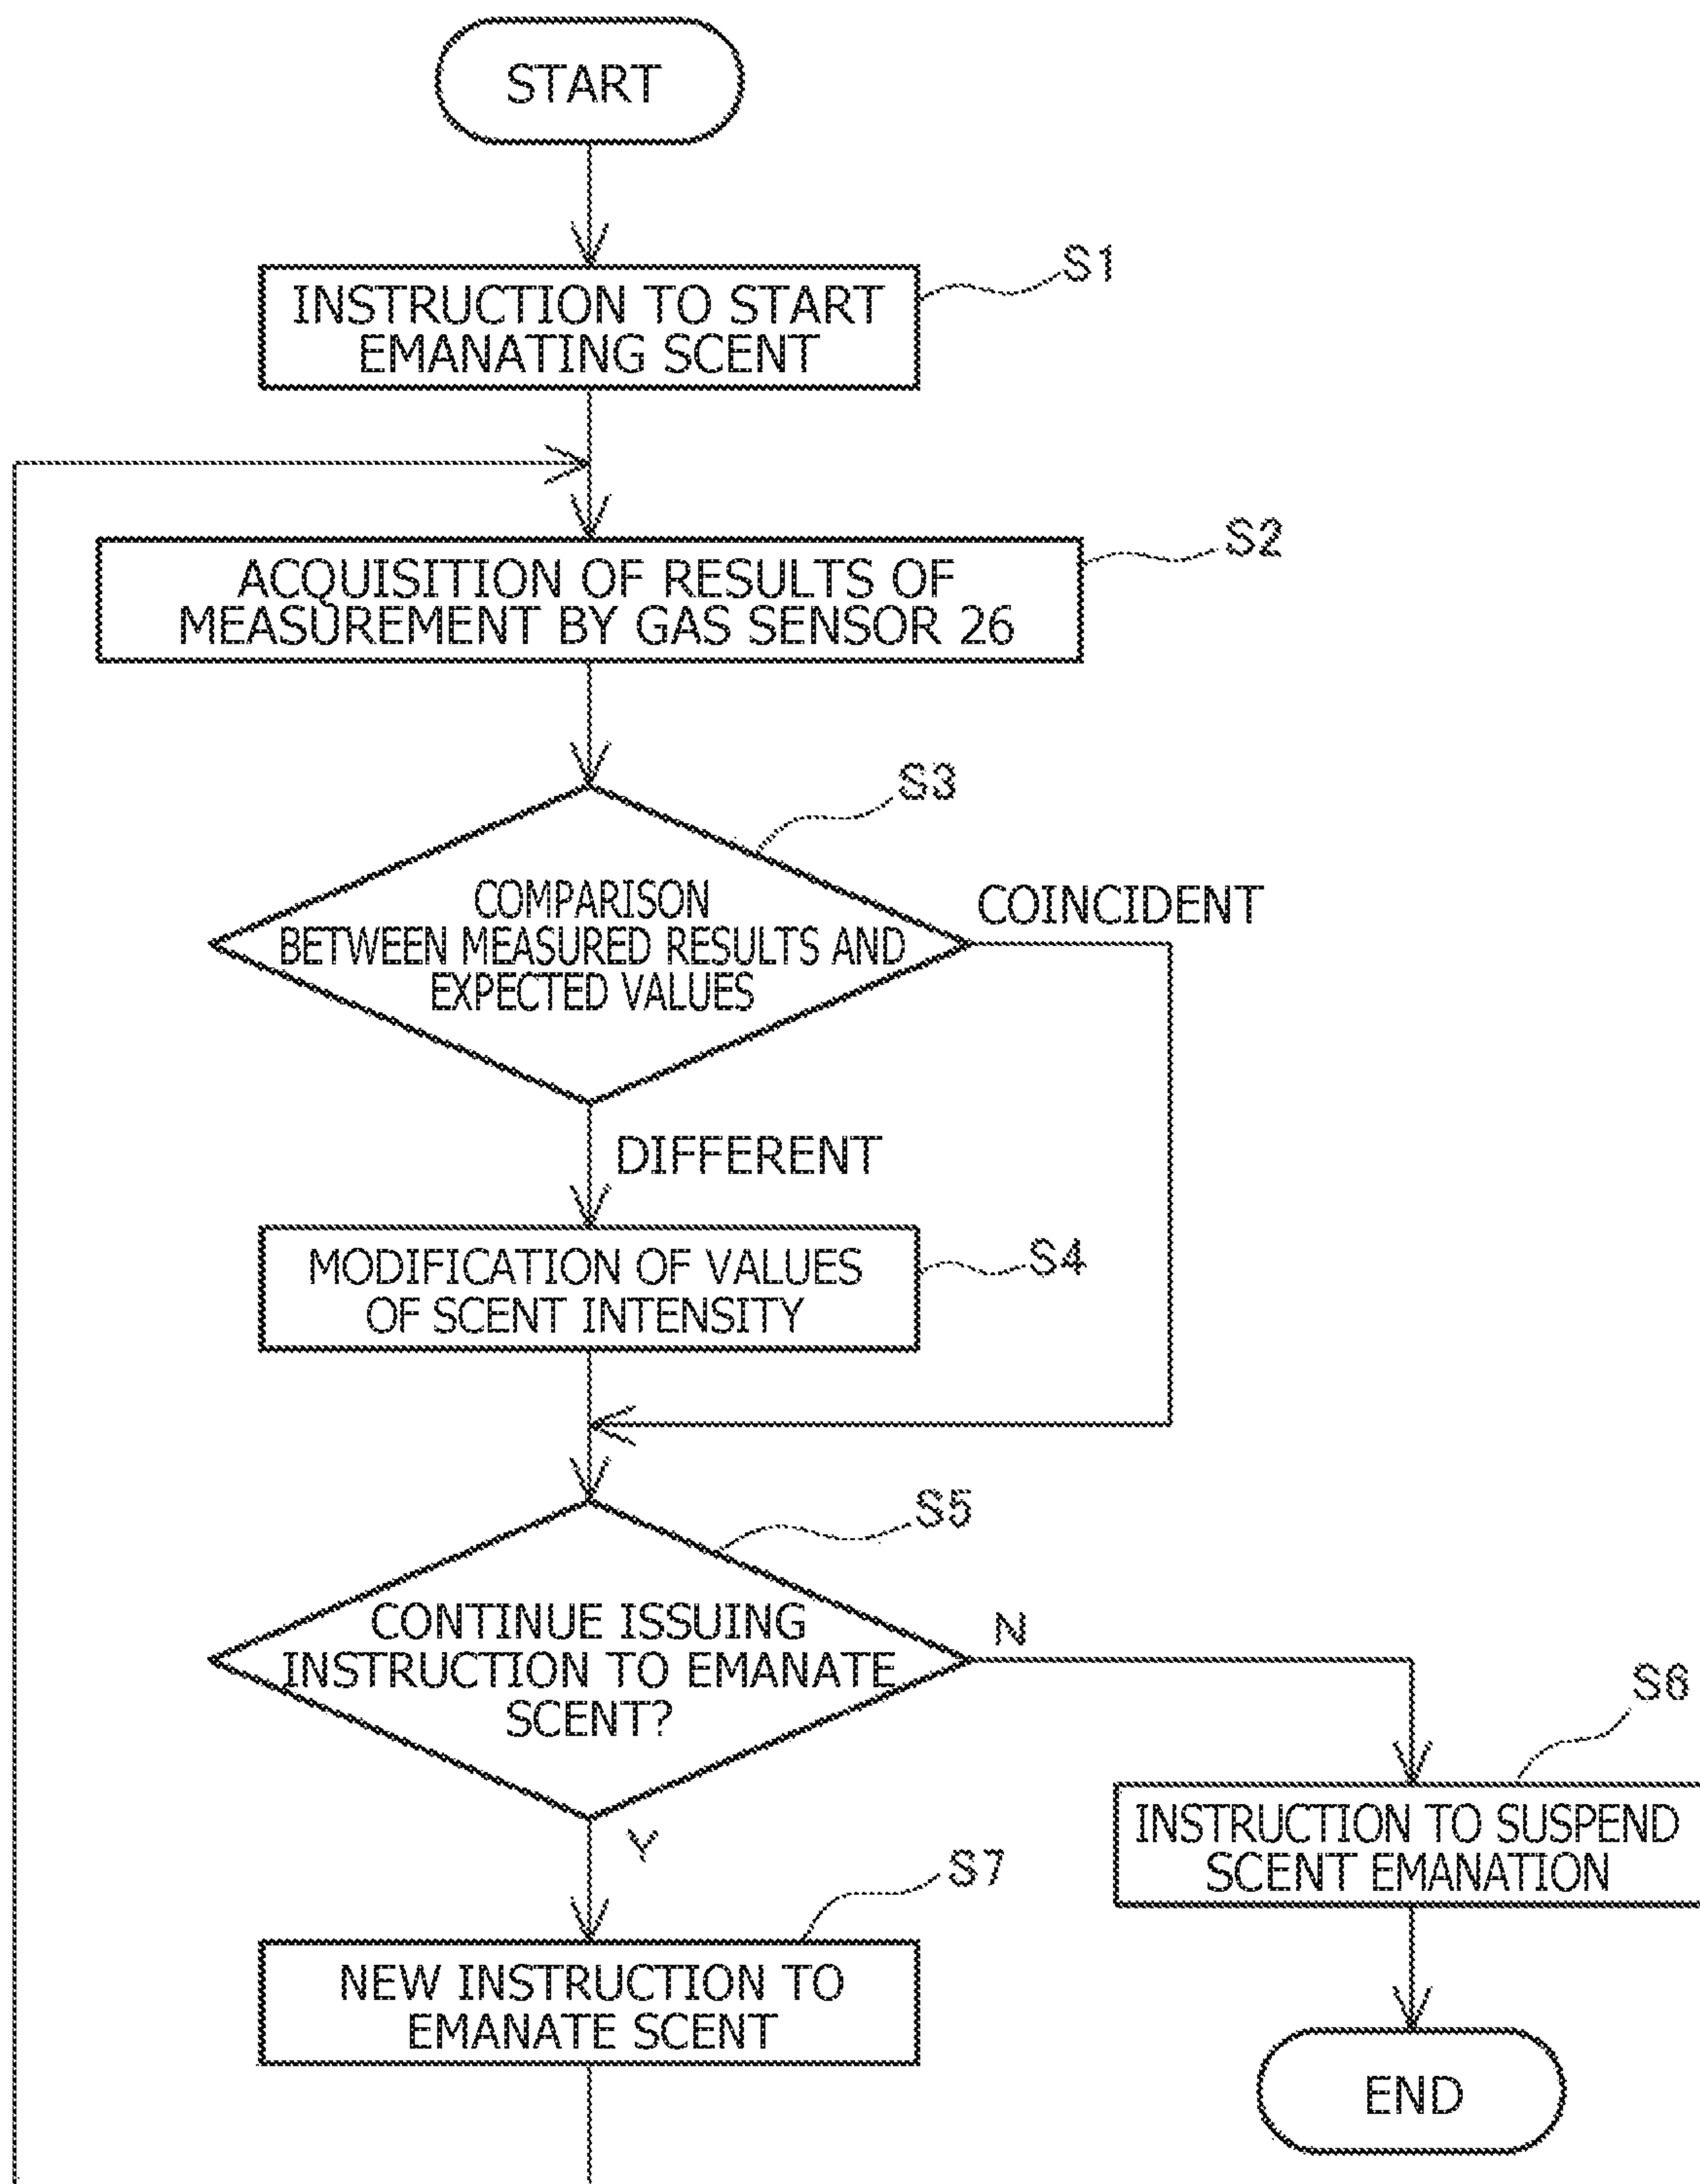 START
S1
INSTRUCTION TO START
EMANATING SCENT
S2
ACQUISITION OF RESULTS OF
MEASUREMENT BY GAS SENSOR 26
S3
COMPARISON
BETWEEN MEASURED RESULTS AND
EXPECTED VALUES
COINCIDENT
DIFFERENT
S4
MODIFICATION OF VALUES
OF SCENT INTENSITY
S5
CONTINUE ISSUING
INSTRUCTION TO EMANATE
SCENT?
N
S6
INSTRUCTION TO SUSPEND
SCENT EMANATION
Y
S7
NEW INSTRUCTION TO
EMANATE SCENT
END